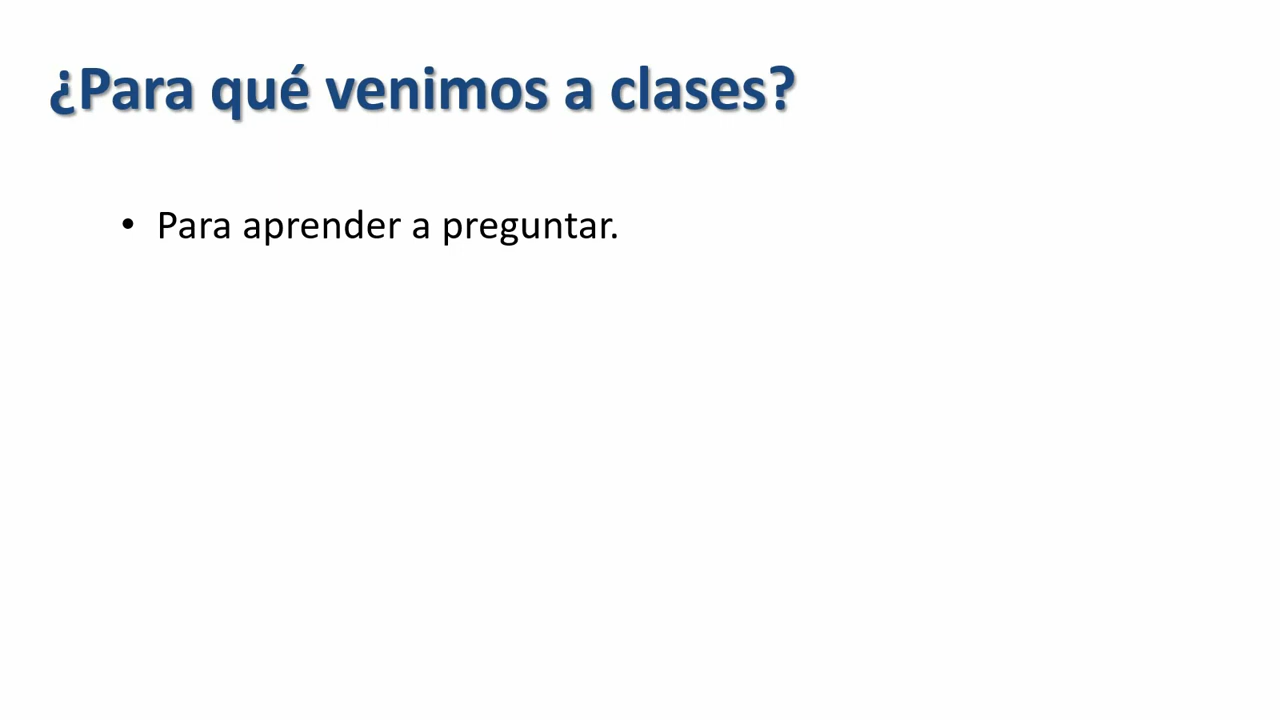 ¿Para qué venimos a clases?
• Para aprender a preguntar.